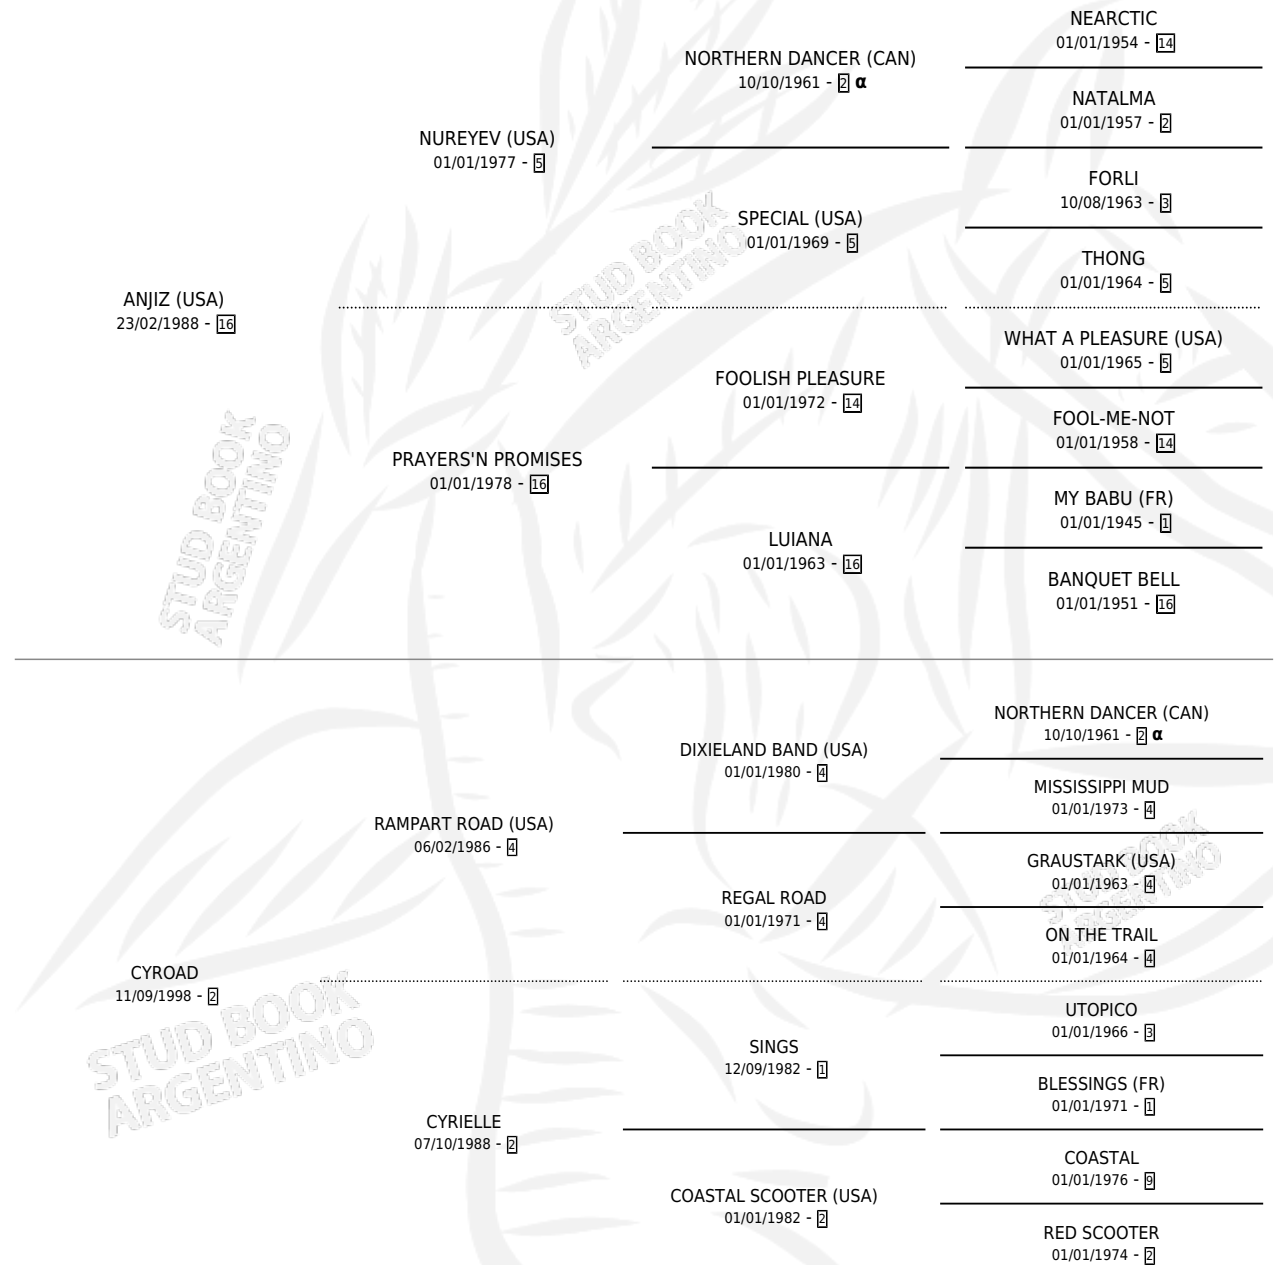 NEARCTIC
01/01/1954 - 14
NORTHERN DANCER (CAN)
10/10/1961 - 2 α
NATALMA
01/01/1957 - 2
NUREYEV (USA)
01/01/1977 - 5
FORLI
10/08/1963 - 3
SPECIAL (USA)
01/01/1969 - 5
THONG
01/01/1964 - 5
ANJIZ (USA)
23/02/1988 - 16
WHAT A PLEASURE (USA)
01/01/1965 - 5
FOOLISH PLEASURE
01/01/1972 - 14
FOOL-ME-NOT
01/01/1958 - 14
PRAYERS'N PROMISES
01/01/1978 - 16
MY BABU (FR)
01/01/1945 - 1
LUIANA
01/01/1963 - 16
BANQUET BELL
01/01/1951 - 16
NORTHERN DANCER (CAN)
10/10/1961 - 2 α
DIXIELAND BAND (USA)
01/01/1980 - 4
MISSISSIPPI MUD
01/01/1973 - 4
RAMPART ROAD (USA)
06/02/1986 - 4
GRAUSTARK (USA)
01/01/1963 - 4
REGAL ROAD
01/01/1971 - 4
ON THE TRAIL
01/01/1964 - 4
CYROAD
11/09/1998 - 2
UTOPICO
01/01/1966 - 3
SINGS
12/09/1982 - 1
BLESSINGS (FR)
01/01/1971 - 1
CYRIELLE
07/10/1988 - 2
COASTAL
01/01/1976 - 9
COASTAL SCOOTER (USA)
01/01/1982 - 2
RED SCOOTER
01/01/1974 - 2
STUD BOOK
ARGENTINO
STUD BOOK
ARGENTINO
STUD BOOK
ARGENTINO
STUD BOOK
ARGENTINO